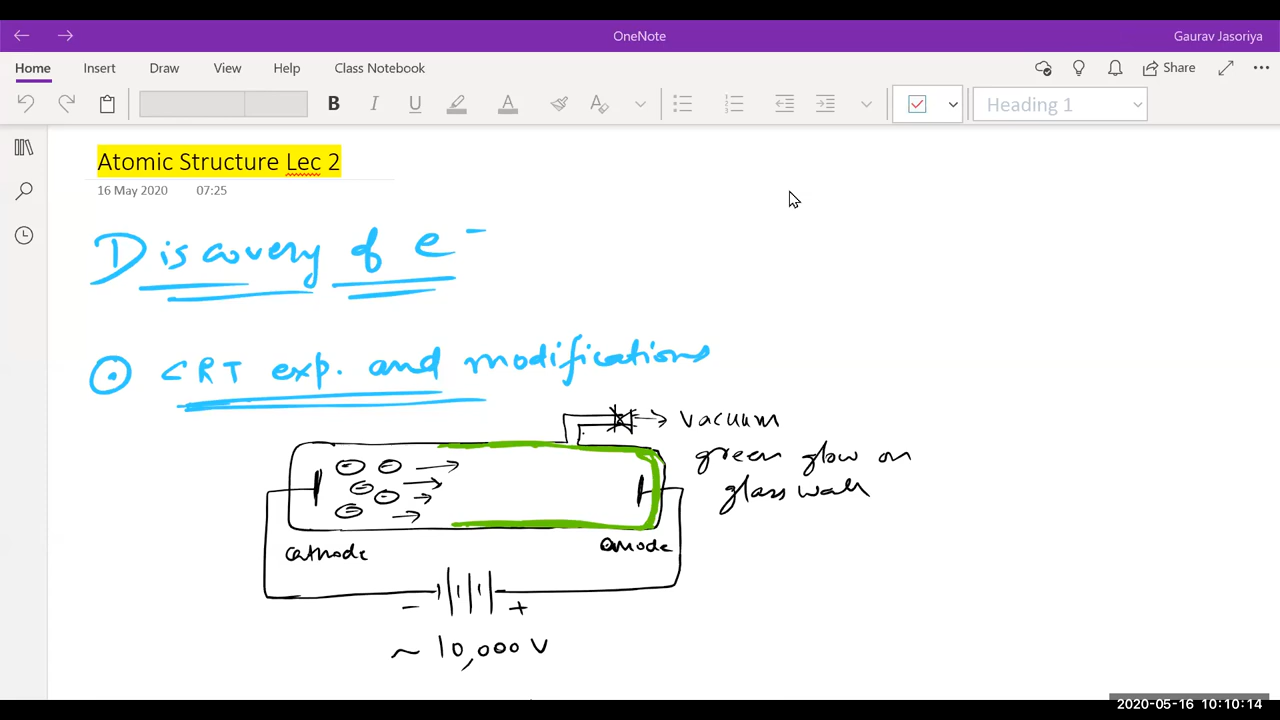 OneNote
Gaurav Jasoriya
Home Insert Draw View Help Class Notebook Share
B I U A Heading 1
Atomic Structure Lec 2
16 May 2020 07:25
Discovery of e-
CRT exp. and modifications
vacuum
green glow on
glass wall
cathode anode
- +
~ 10,000 V
2020-05-16 10:10:14